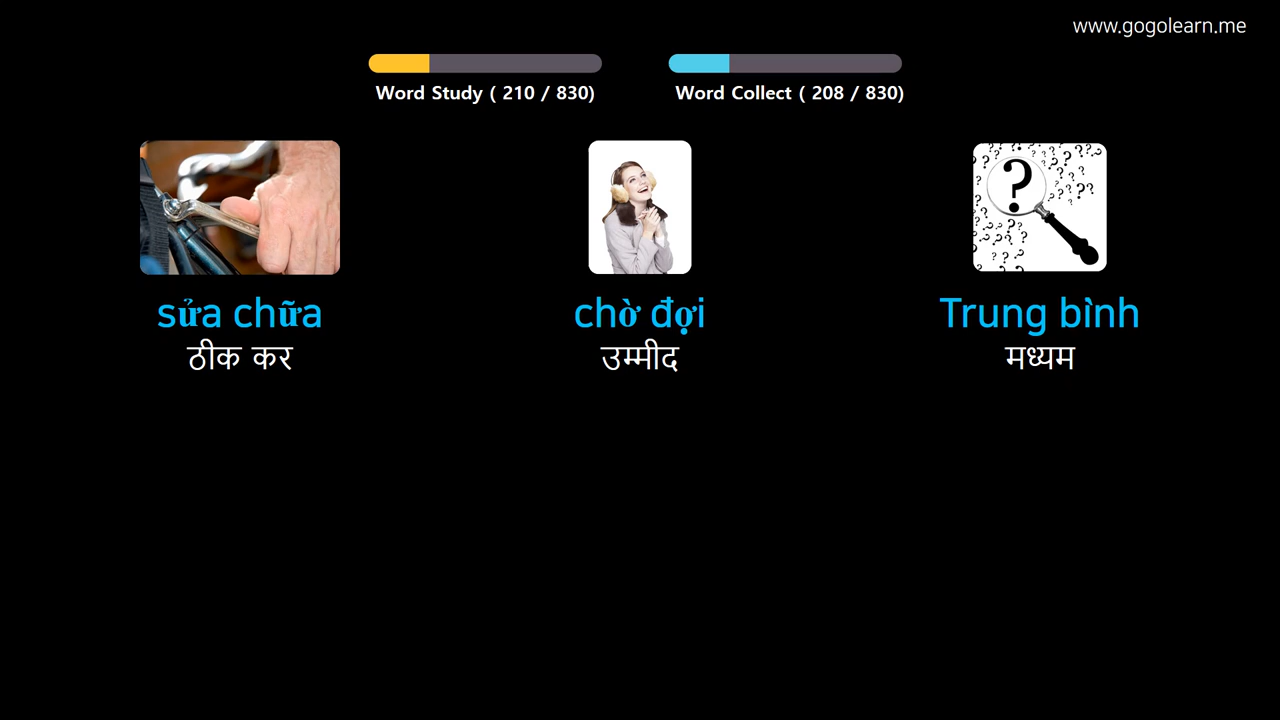 www.gogolearn.me
Word Study ( 210 / 830)
Word Collect ( 208 / 830)
sửa chữa
ठीक कर
chờ đợi
उम्मीद
Trung bình
मध्यम